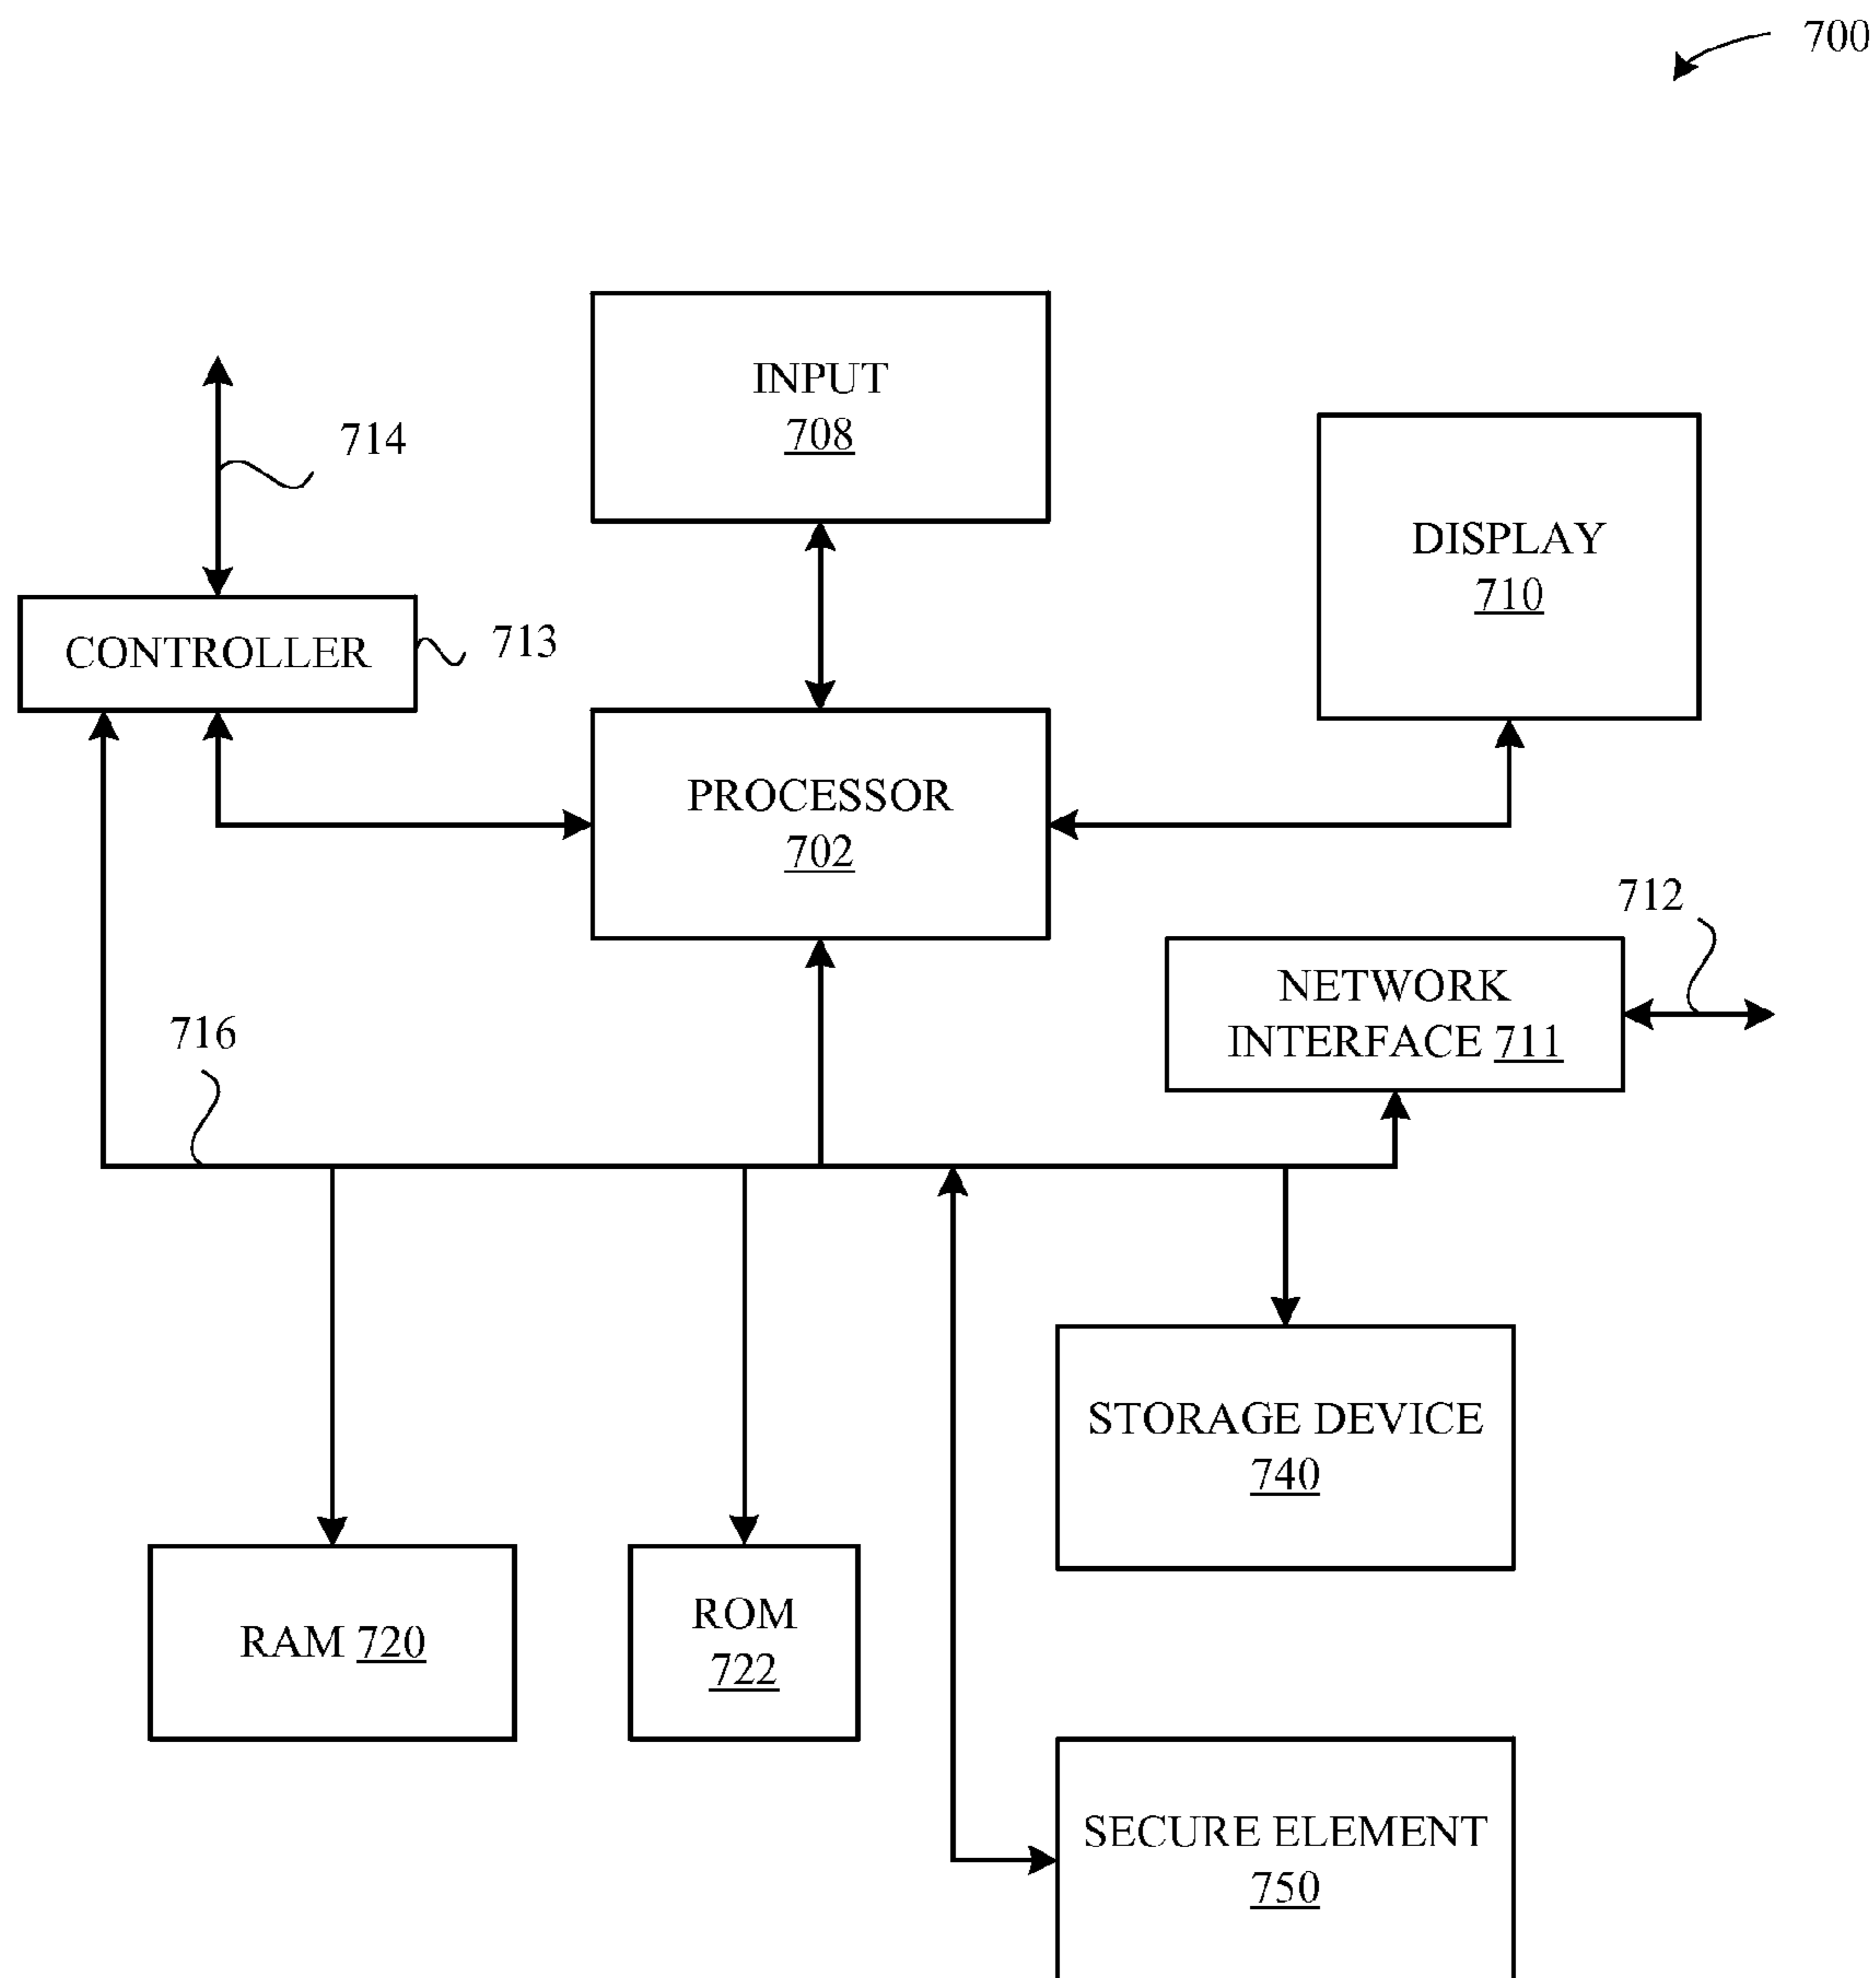 700
INPUT
708
714
DISPLAY
710
CONTROLLER
713
PROCESSOR
702
712
NETWORK
INTERFACE 711
716
STORAGE DEVICE
740
RAM 720
ROM
722
SECURE ELEMENT
750